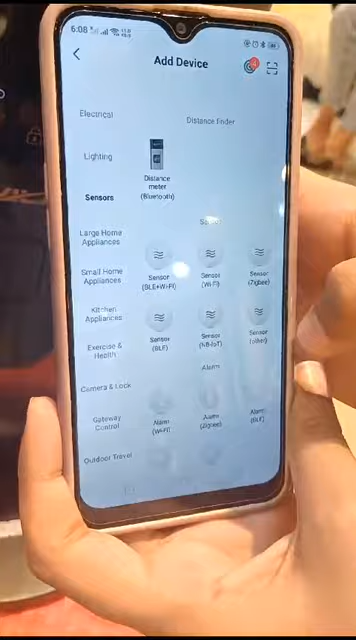 6:08
Add Device
4
Electrical
Distance finder
Lighting
Distance
meter
(Bluetooth)
Sensors
Large Home
Appliances
Sensor
(BLE+Wi-Fi)
Sensor
(Wi-Fi)
Sensor
(Zigbee)
Small Home
Appliances
Kitchen
Appliances
Sensor
(BLE)
Sensor
(NB-IoT)
Sensor
(other)
Exercise &
Health
Alarm
Camera & Lock
Gateway
Control
Alarm
(Wi-Fi)
Alarm
(Zigbee)
Alarm
(BLE)
Outdoor Travel